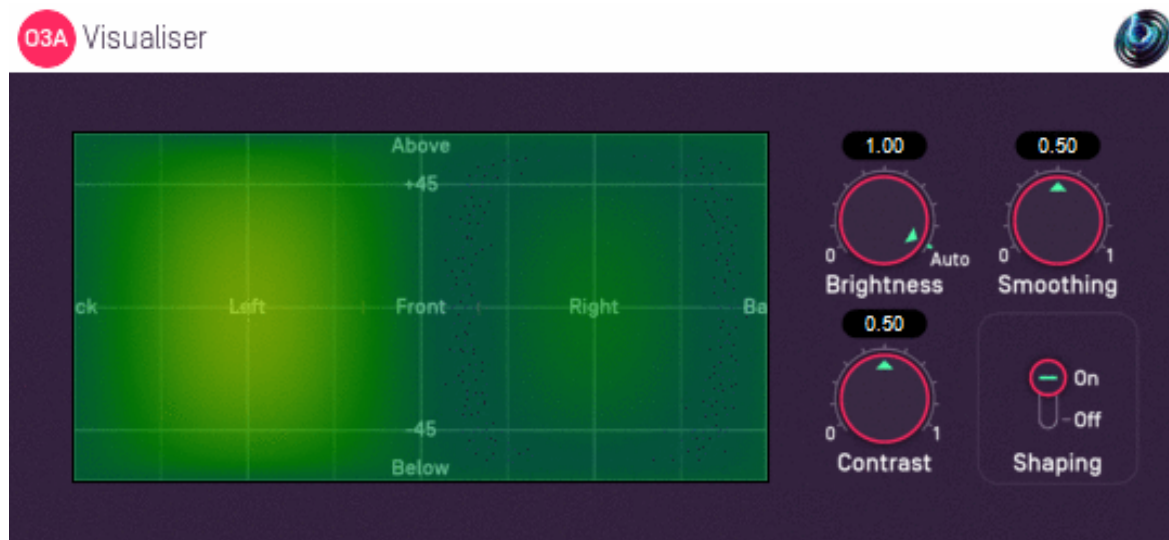 O3A Visualiser
Above
+45
ck Left Front Right Ba
-45
Below
1.00 0.50
0 Auto 0 1
Brightness Smoothing
0.50
On
Off
0 1
Contrast Shaping